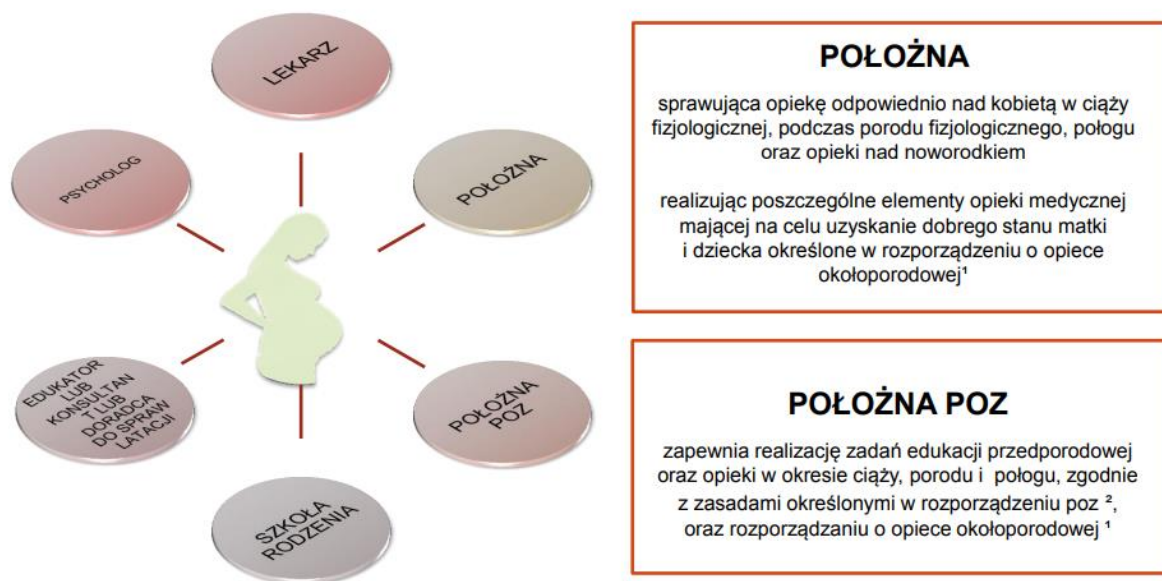 LEKARZ
PSYCHOLOG
POŁOŻNA
EDUKATOR
LUB
KONSULTAN
T LUB
DORADCA
DO SPRAW
LATACJI
POŁOŻNA
POZ
SZKOŁA
RODZENIA
POŁOŻNA
sprawująca opiekę odpowiednio nad kobietą w ciąży
fizjologicznej, podczas porodu fizjologicznego, połogu
oraz opieki nad noworodkiem
realizując poszczególne elementy opieki medycznej
mającej na celu uzyskanie dobrego stanu matki
i dziecka określone w rozporządzeniu o opiece
okołoporodowej¹
POŁOŻNA POZ
zapewnia realizację zadań edukacji przedporodowej
oraz opieki w okresie ciąży, porodu i połogu, zgodnie
z zasadami określonymi w rozporządzeniu poz ²,
oraz rozporządzaniu o opiece okołoporodowej ¹